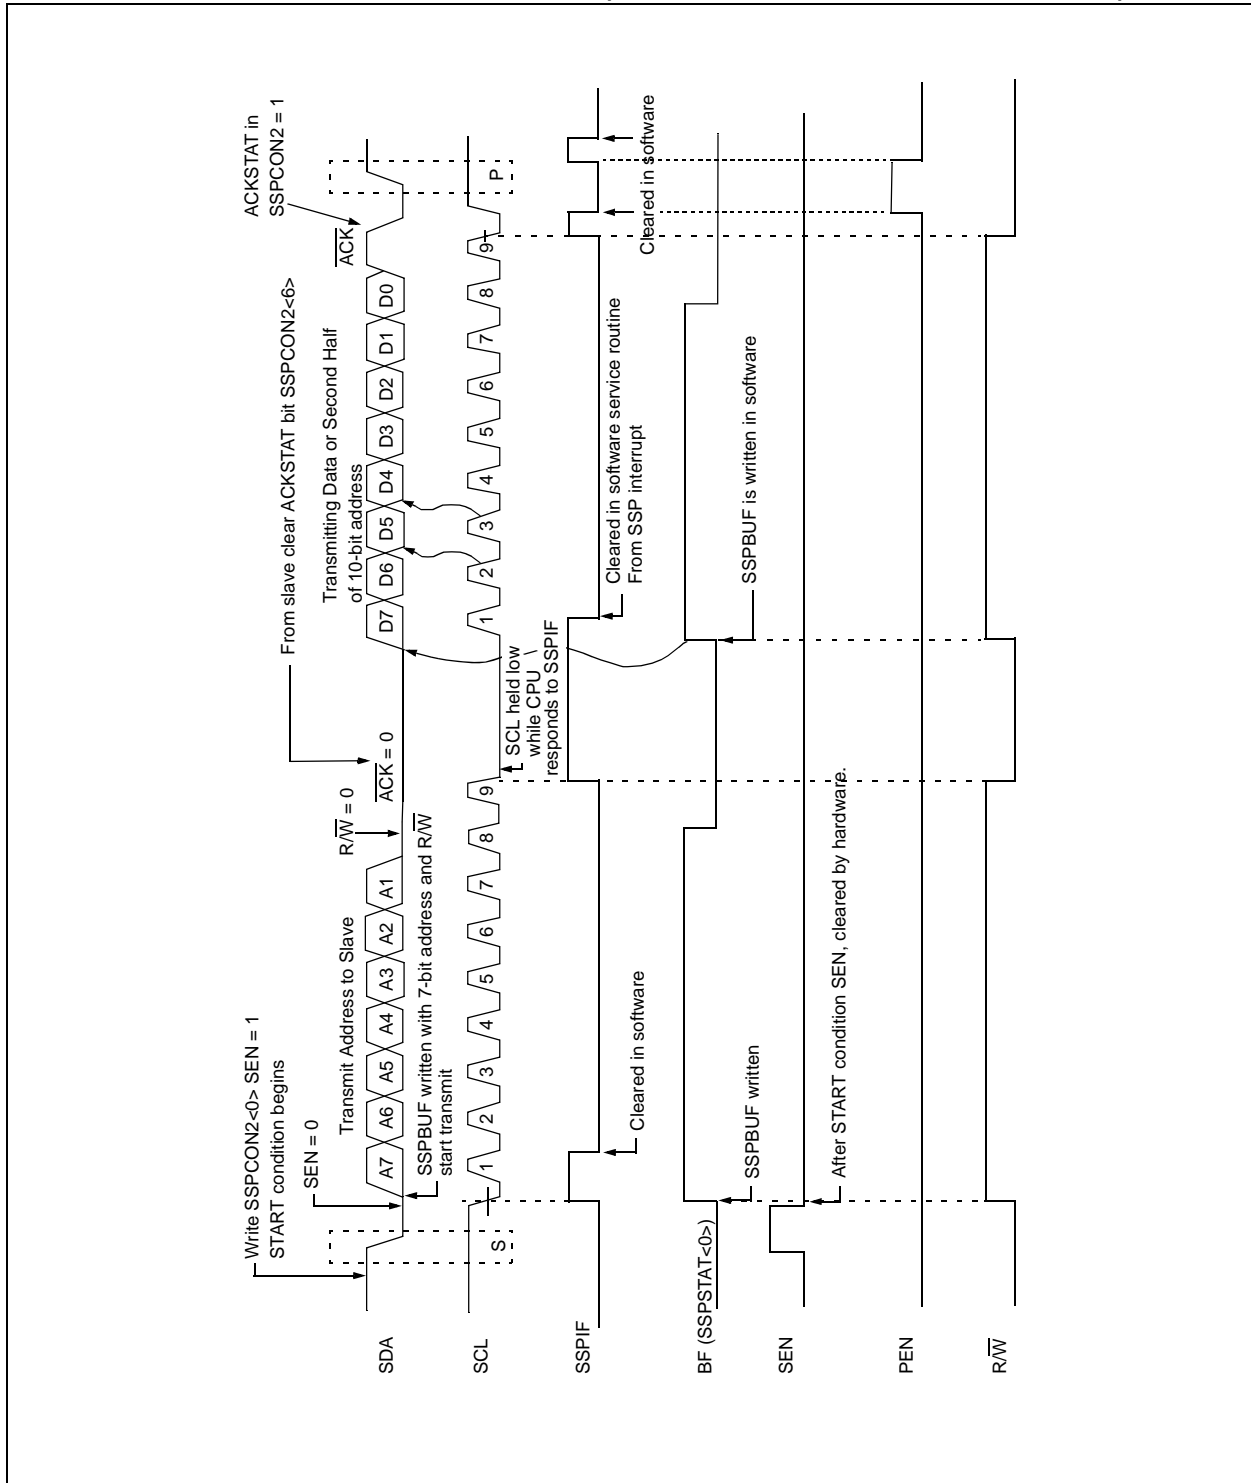 Write SSPCON2<0> SEN = 1
START condition begins
SEN = 0
Transmit Address to Slave
R/W = 0
From slave clear ACKSTAT bit SSPCON2<6>
ACK = 0
Transmitting Data or Second Half
of 10-bit address
ACKSTAT in
SSPCON2 = 1
ACK
SDA
A7 A6 A5 A4 A3 A2 A1
D7 D6 D5 D4 D3 D2 D1 D0
SSPBUF written with 7-bit address and R/W
start transmit
SCL
S
1 2 3 4 5 6 7 8 9
1 2 3 4 5 6 7 8 9
P
SCL held low
while CPU
responds to SSPIF
SSPIF
Cleared in software
Cleared in software service routine
From SSP interrupt
Cleared in software
BF (SSPSTAT<0>)
SSPBUF written
SSPBUF is written in software
SEN
After START condition SEN, cleared by hardware.
PEN
R/W